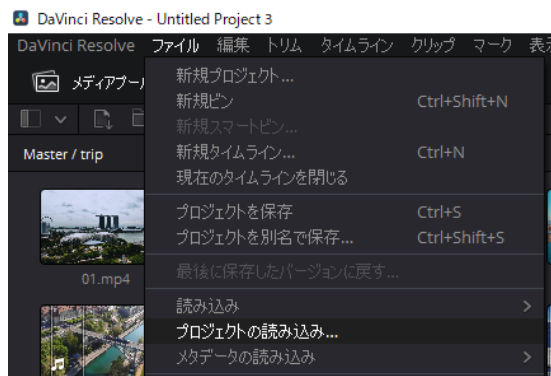 DaVinci Resolve - Untitled Project 3
DaVinci Resolve ファイル 編集 トリム タイムライン クリップ マーク
メディアプー
新規プロジェクト...
新規ビン Ctrl+Shift+N
新規スマートビン...
Master / trip
新規タイムライン... Ctrl+N
現在のタイムラインを閉じる
プロジェクトを保存 Ctrl+S
プロジェクトを別名で保存... Ctrl+Shift+S
最後に保存したバージョンに戻す...
01.mp4
読み込み >
プロジェクトの読み込み...
メタデータの読み込み >